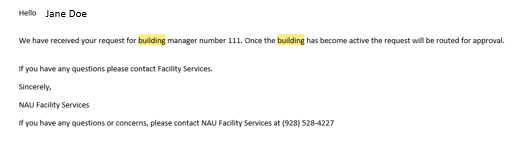 Hello Jane Doe
We have received your request for building manager number 111. Once the building has become active the request will be routed for approval.
If you have any questions please contact Facility Services.
Sincerely,
NAU Facility Services
If you have any questions or concerns, please contact NAU Facility Services at (928) 528-4227